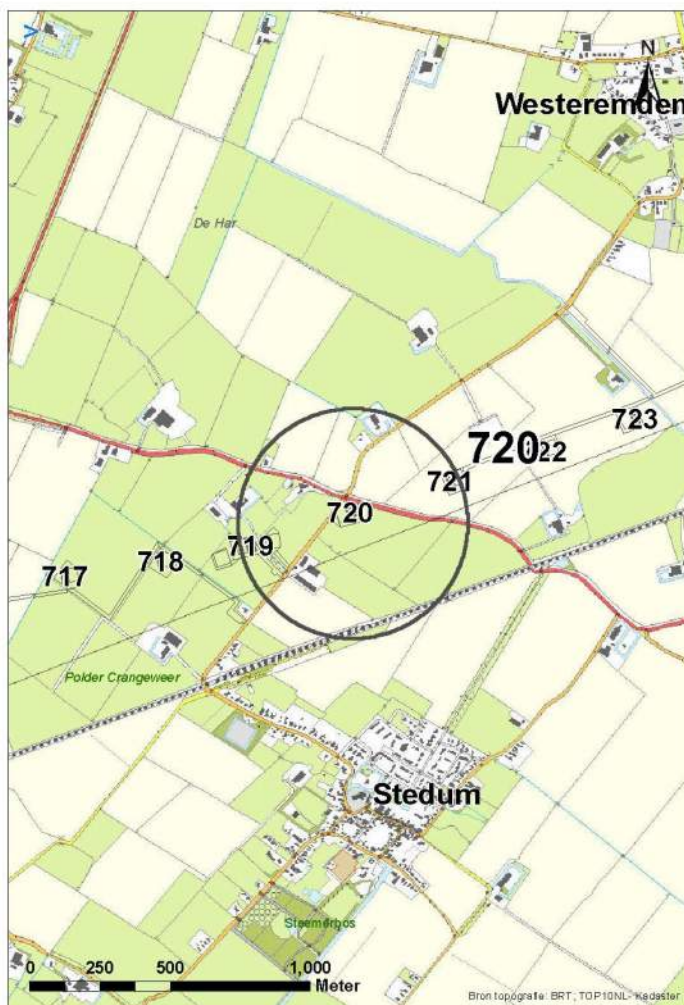 N
Westeremden
De Har
723
720
722
721
720
719
718
717
Polder Crangeweer
Stedum
Steemerbos
0 250 500 1,000
Meter
Bron topografie: BRT; TOP10NL- Kadaster